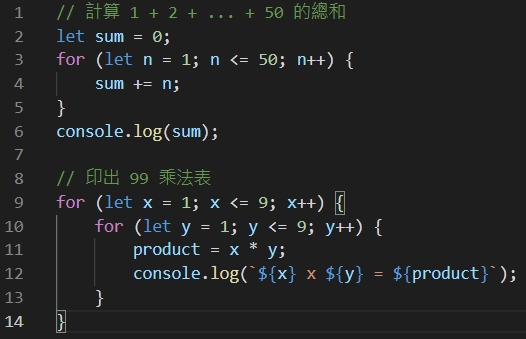 1 // 計算 1 + 2 + ... + 50 的總和
2 let sum = 0;
3 for (let n = 1; n <= 50; n++) {
4     sum += n;
5 }
6 console.log(sum);
7
8 // 印出 99 乘法表
9 for (let x = 1; x <= 9; x++) {
10     for (let y = 1; y <= 9; y++) {
11         product = x * y;
12         console.log(`${x} x ${y} = ${product}`);
13     }
14 }